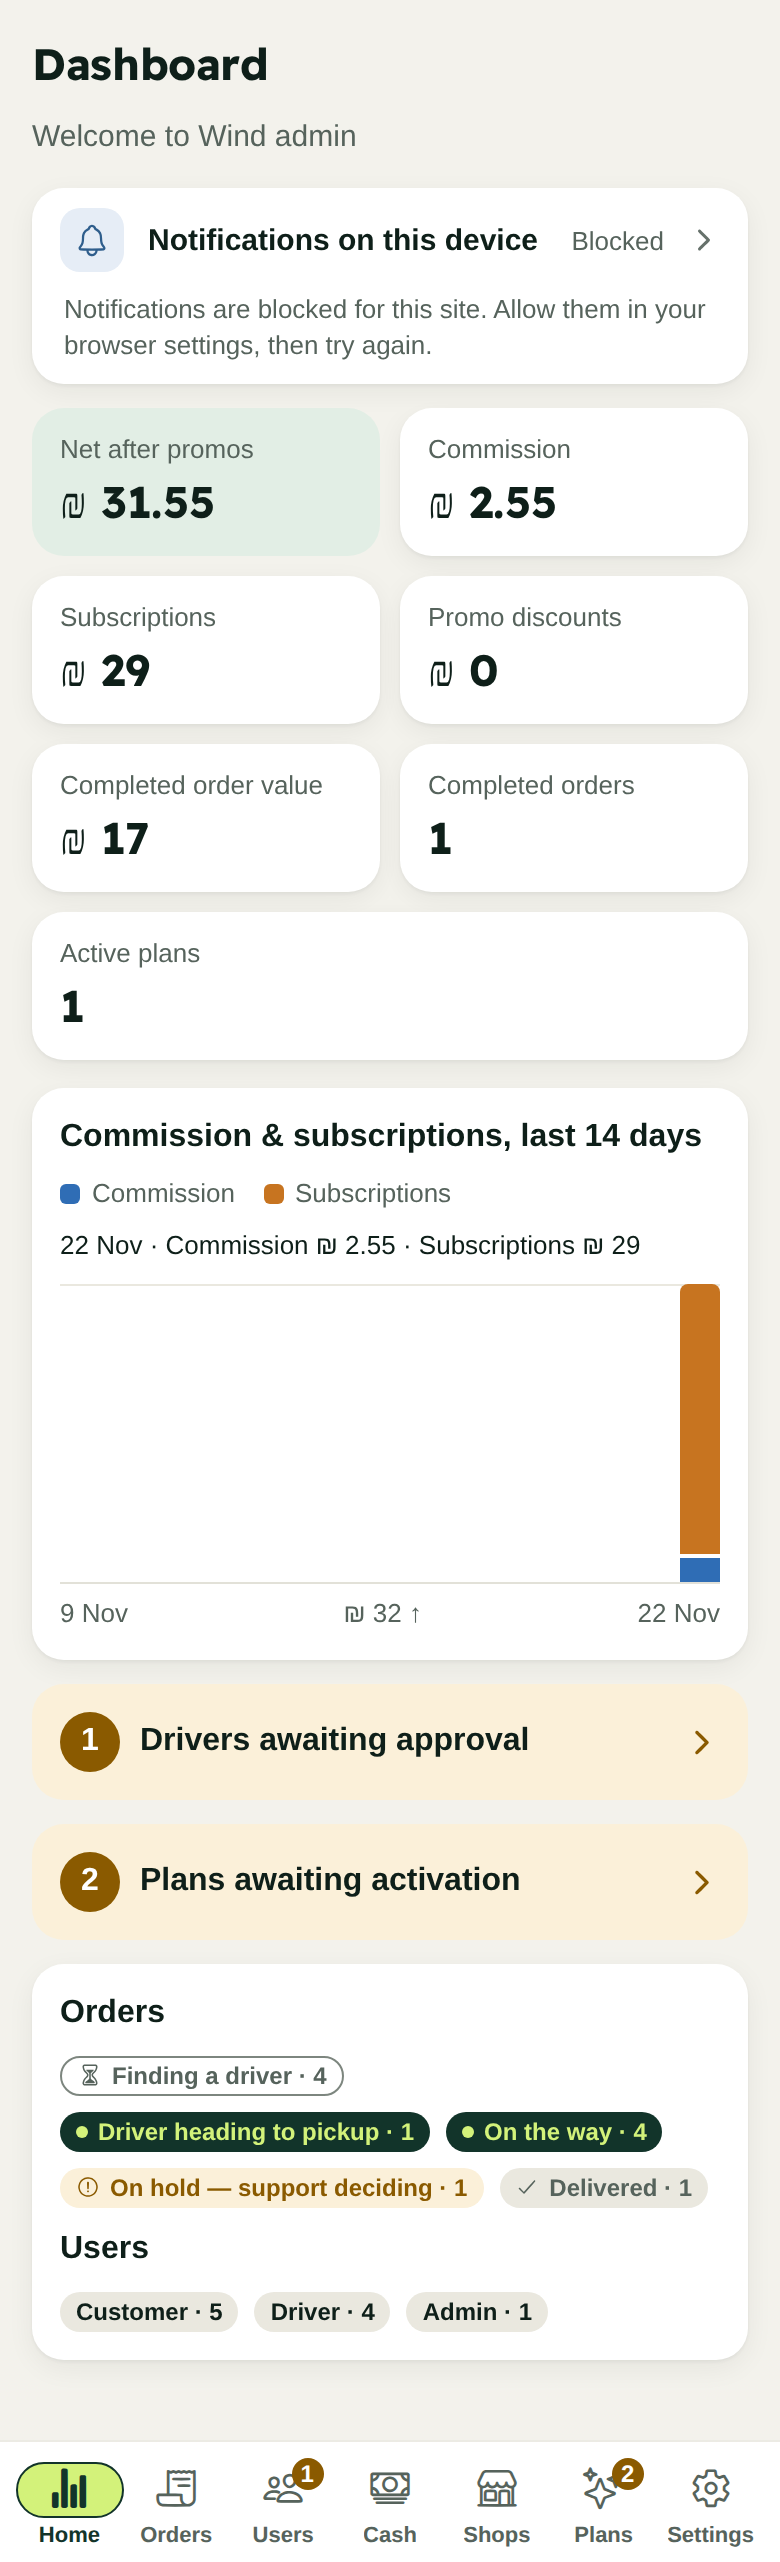 Dashboard
Welcome to Wind admin
Notifications on this device Blocked
Notifications are blocked for this site. Allow them in your
browser settings, then try again.
Net after promos
₪ 31.55
Commission
₪ 2.55
Subscriptions
₪ 29
Promo discounts
₪ 0
Completed order value
₪ 17
Completed orders
1
Active plans
1
Commission & subscriptions, last 14 days
Commission Subscriptions
22 Nov · Commission ₪ 2.55 · Subscriptions ₪ 29
9 Nov ₪ 32 ↑ 22 Nov
1 Drivers awaiting approval
2 Plans awaiting activation
Orders
Finding a driver · 4
Driver heading to pickup · 1 On the way · 4
On hold — support deciding · 1 Delivered · 1
Users
Customer · 5 Driver · 4 Admin · 1
1 2
Home Orders Users Cash Shops Plans Settings